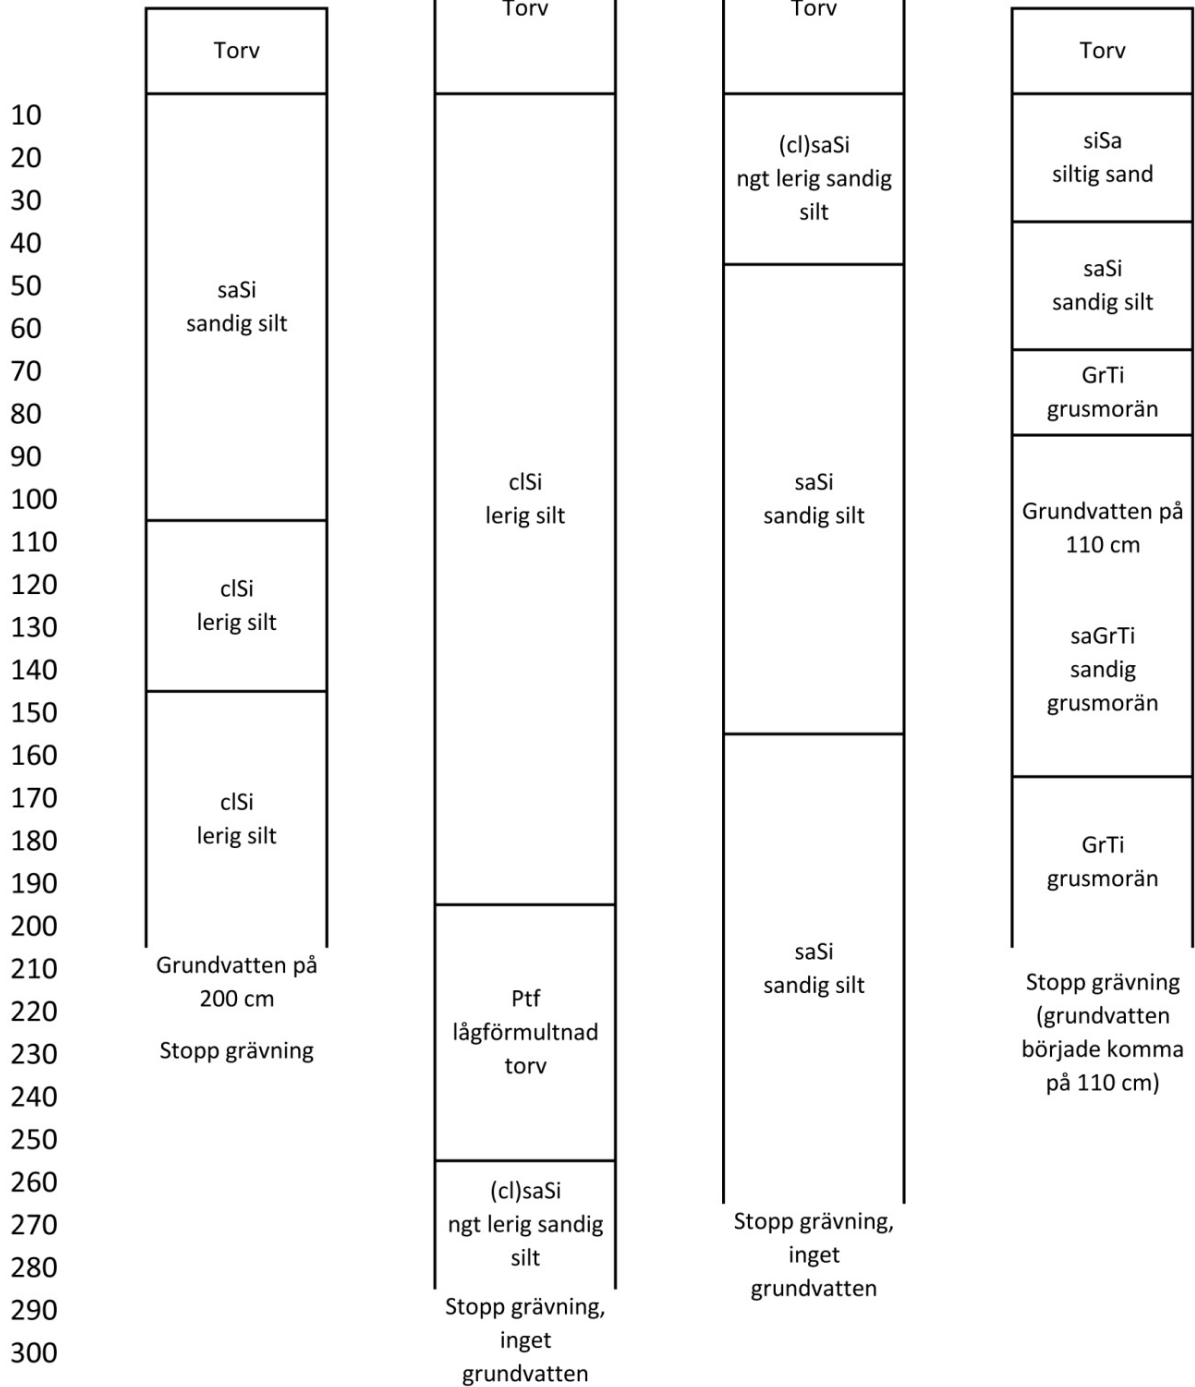 10
20
30
40
50
60
70
80
90
100
110
120
130
140
150
160
170
180
190
200
210
220
230
240
250
260
270
280
290
300
Torv
saSi
sandig silt
clSi
lerig silt
clSi
lerig silt
Grundvatten på
200 cm
Stopp grävning
Torv
clSi
lerig silt
Ptf
lågförmultnad
torv
(cl)saSi
ngt lerig sandig
silt
Stopp grävning,
inget
grundvatten
Torv
(cl)saSi
ngt lerig sandig
silt
saSi
sandig silt
saSi
sandig silt
Stopp grävning,
inget
grundvatten
Torv
siSa
siltig sand
saSi
sandig silt
GrTi
grusmorän
Grundvatten på
110 cm
saGrTi
sandig
grusmorän
GrTi
grusmorän
Stopp grävning
(grundvatten
började komma
på 110 cm)